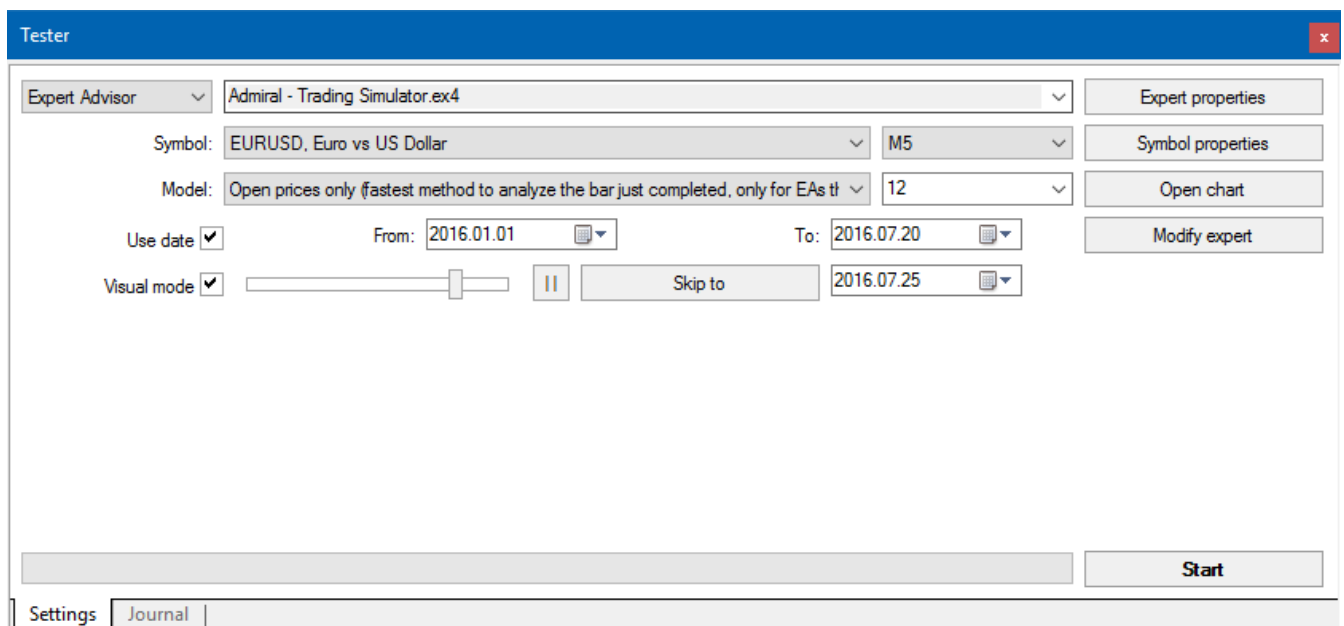 Tester
x
Expert Advisor Admiral - Trading Simulator.ex4 Expert properties
Symbol: EURUSD, Euro vs US Dollar M5 Symbol properties
Model: Open prices only (fastest method to analyze the bar just completed, only for EAs th 12 Open chart
Use date From: 2016.01.01 To: 2016.07.20 Modify expert
Visual mode Skip to 2016.07.25
Start
Settings Journal